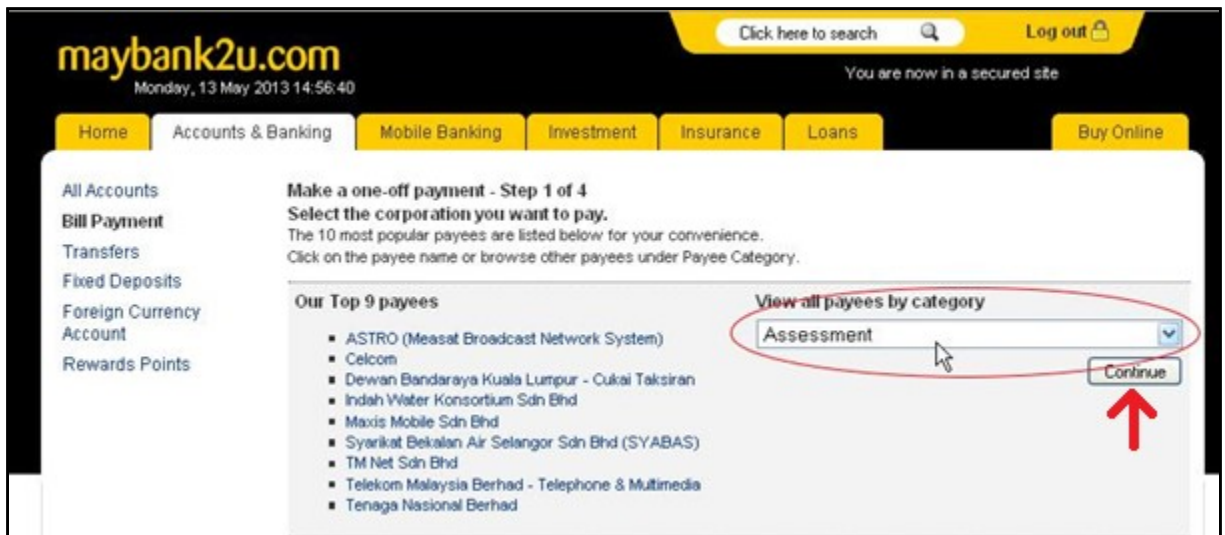 Click here to search
Log out
maybank2u.com
You are now in a secured site
Monday, 13 May 2013 14:56:40
Home
Accounts & Banking
Mobile Banking
Investment
Insurance
Loans
Buy Online
All Accounts
Bill Payment
Transfers
Fixed Deposits
Foreign Currency
Account
Rewards Points
Make a one-off payment - Step 1 of 4
Select the corporation you want to pay.
The 10 most popular payees are listed below for your convenience.
Click on the payee name or browse other payees under Payee Category.
Our Top 9 payees
ASTRO (Measat Broadcast Network System)
Celcom
Dewan Bandaraya Kuala Lumpur - Cukai Taksiran
Indah Water Konsortium Sdn Bhd
Maxis Mobile Sdn Bhd
Syarikat Bekalan Air Selangor Sdn Bhd (SYABAS)
TM Net Sdn Bhd
Telekom Malaysia Berhad - Telephone & Multimedia
Tenaga Nasional Berhad
View all payees by category
Assessment
Continue